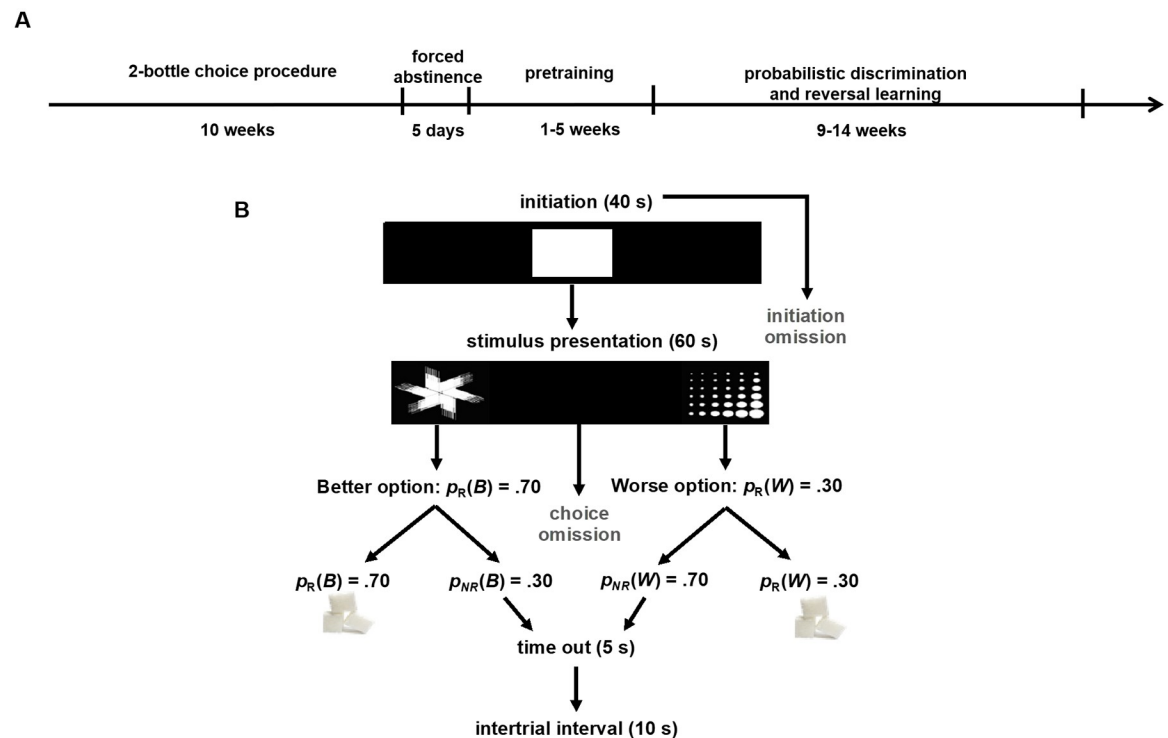 A
2-bottle choice procedure
forced
abstinence
pretraining
probabilistic discrimination
and reversal learning
10 weeks
5 days
1-5 weeks
9-14 weeks
B
initiation (40 s)
initiation
omission
stimulus presentation (60 s)
Better option: pR(B) = .70
Worse option: pR(W) = .30
choice
omission
pR(B) = .70
pNR(B) = .30
pNR(W) = .70
pR(W) = .30
time out (5 s)
intertrial interval (10 s)